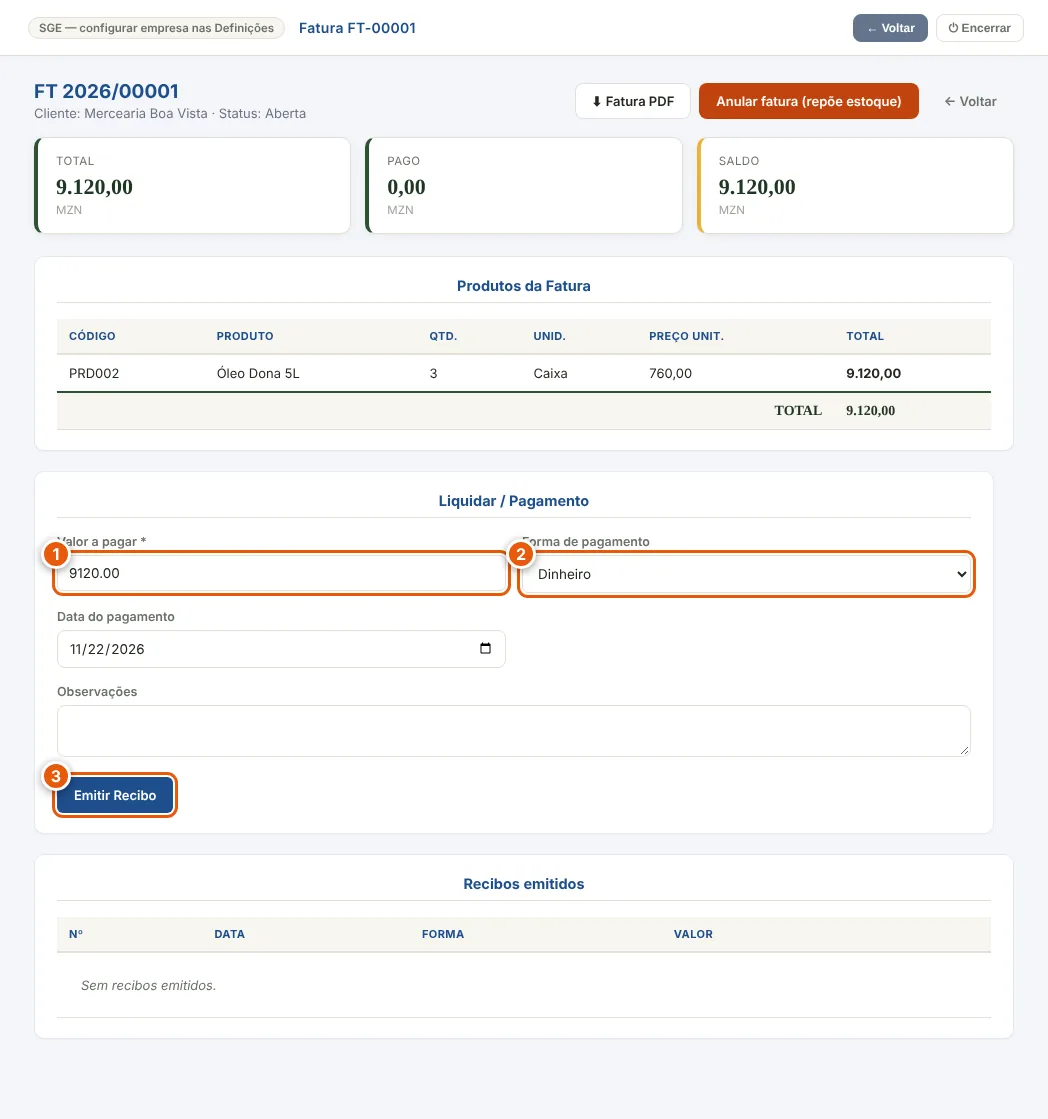 SGE — configurar empresa nas Definições Fatura FT-00001 ← Voltar ⏻ Encerrar
FT 2026/00001
Cliente: Mercearia Boa Vista · Status: Aberta
⬇ Fatura PDF Anular fatura (repõe estoque) ← Voltar
TOTAL
9.120,00
MZN
PAGO
0,00
MZN
SALDO
9.120,00
MZN
Produtos da Fatura
CÓDIGO PRODUTO QTD. UNID. PREÇO UNIT. TOTAL
PRD002 Óleo Dona 5L 3 Caixa 760,00 9.120,00
TOTAL 9.120,00
Liquidar / Pagamento
Valor a pagar *
1
9120.00
Forma de pagamento
2
Dinheiro
Data do pagamento
11/22/2026
Observações
3
Emitir Recibo
Recibos emitidos
Nº DATA FORMA VALOR
Sem recibos emitidos.